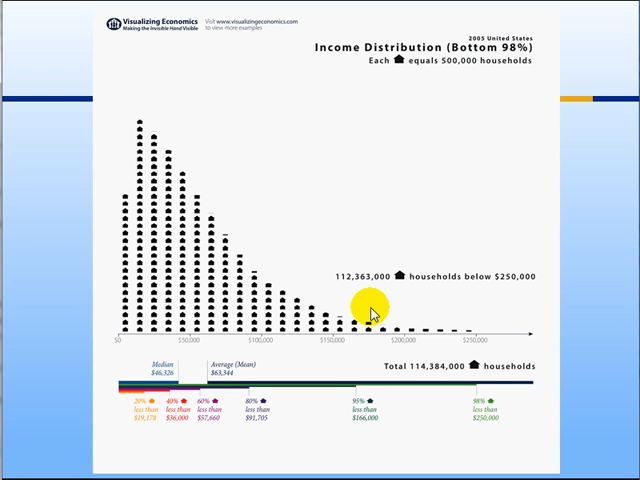 Visualizing Economics
Making the Invisible Hand Visible
Visit www.visualizingeconomics.com
to view more examples
2005 United States
Income Distribution (Bottom 98%)
Each equals 500,000 households
112,363,000 households below $250,000
$0 $50,000 $100,000 $150,000 $200,000 $250,000
Median
$46,326
Average (Mean)
$63,344
Total 114,384,000 households
20% 40% 60% 80% 95% 98%
less than less than less than less than less than less than
$19,178 $36,000 $57,660 $91,705 $166,000 $250,000